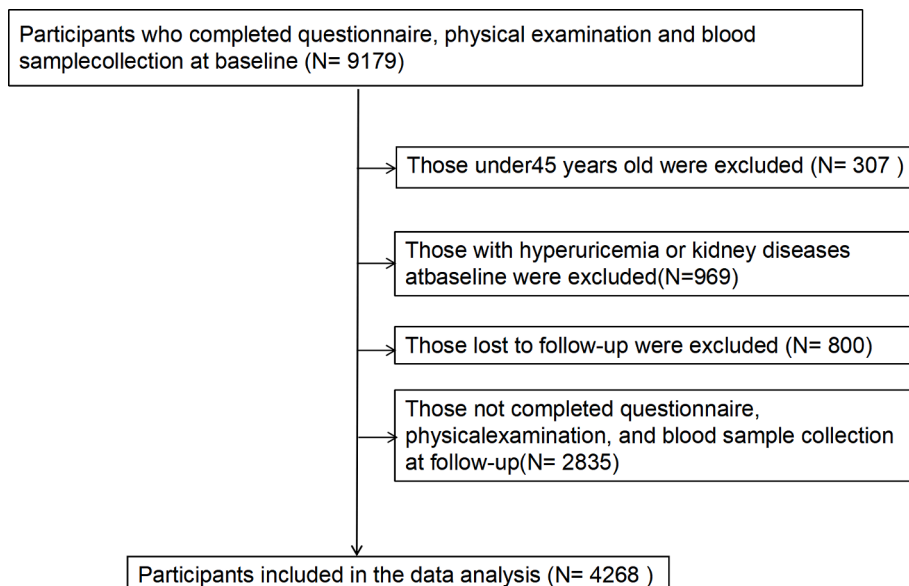 Participants who completed questionnaire, physical examination and blood
samplecollection at baseline (N= 9179)
Those under45 years old were excluded (N= 307 )
Those with hyperuricemia or kidney diseases
atbaseline were excluded(N=969)
Those lost to follow-up were excluded (N= 800)
Those not completed questionnaire,
physicalexamination, and blood sample collection
at follow-up(N= 2835)
Participants included in the data analysis (N= 4268 )